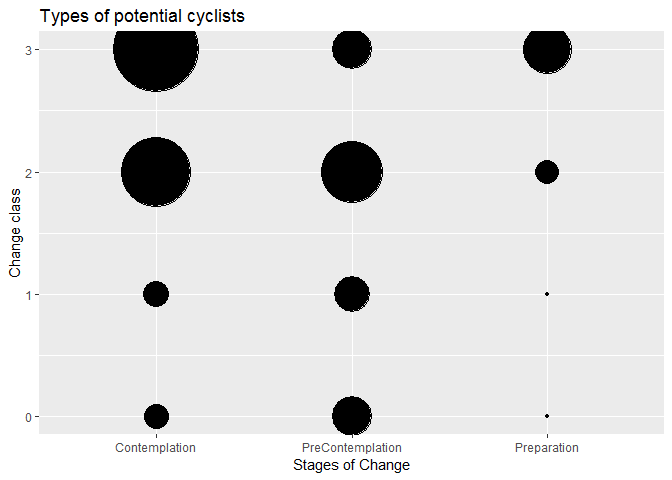 Types of potential cyclists
3
2
1
0
Change class
Contemplation
PreContemplation
Preparation
Stages of Change